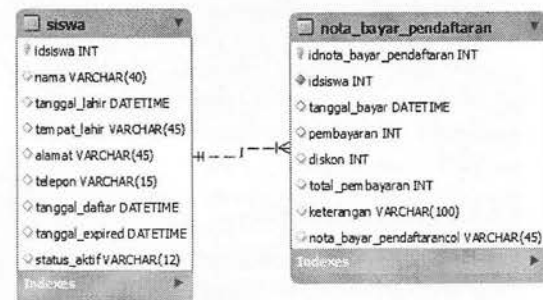 siswa
idsiswa INT
nama VARCHAR(40)
tanggal_lahir DATETIME
tempat_lahir VARCHAR(45)
alamat VARCHAR(45)
telepon VARCHAR(15)
tanggal_daftar DATETIME
tanggal_expired DATETIME
status_aktif VARCHAR(12)
Indexes
nota_bayar_pendaftaran
idnota_bayar_pendaftaran INT
idsiswa INT
tanggal_bayar DATETIME
pembayaran INT
diskon INT
total_pembayaran INT
keterangan VARCHAR(100)
nota_bayar_pendaftarancol VARCHAR(45)
Indexes